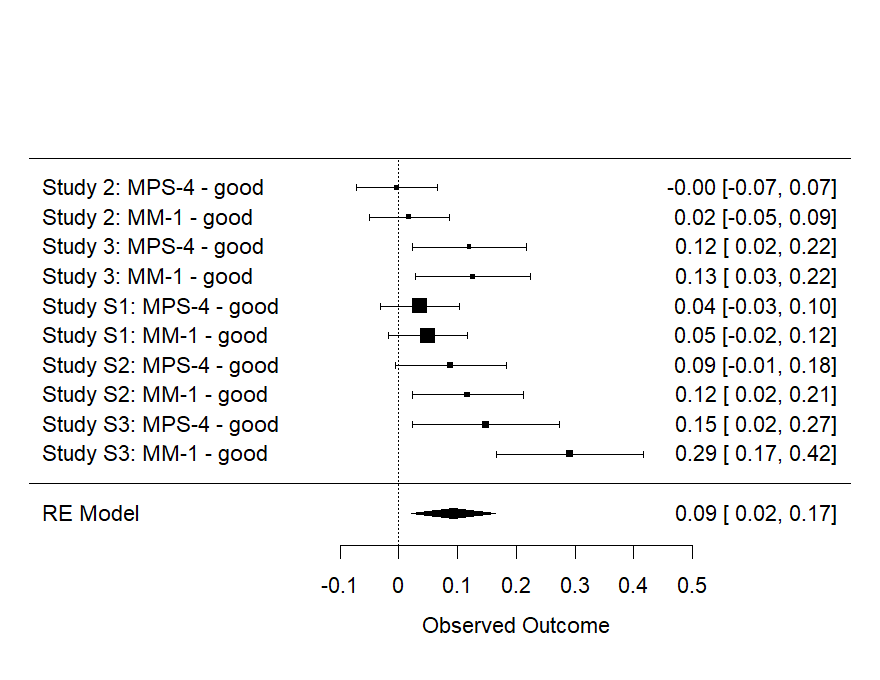 Study 2: MPS-4 - good -0.00 [-0.07, 0.07]
Study 2: MM-1 - good 0.02 [-0.05, 0.09]
Study 3: MPS-4 - good 0.12 [ 0.02, 0.22]
Study 3: MM-1 - good 0.13 [ 0.03, 0.22]
Study S1: MPS-4 - good 0.04 [-0.03, 0.10]
Study S1: MM-1 - good 0.05 [-0.02, 0.12]
Study S2: MPS-4 - good 0.09 [-0.01, 0.18]
Study S2: MM-1 - good 0.12 [ 0.02, 0.21]
Study S3: MPS-4 - good 0.15 [ 0.02, 0.27]
Study S3: MM-1 - good 0.29 [ 0.17, 0.42]
RE Model 0.09 [ 0.02, 0.17]
-0.1 0 0.1 0.2 0.3 0.4 0.5
Observed Outcome